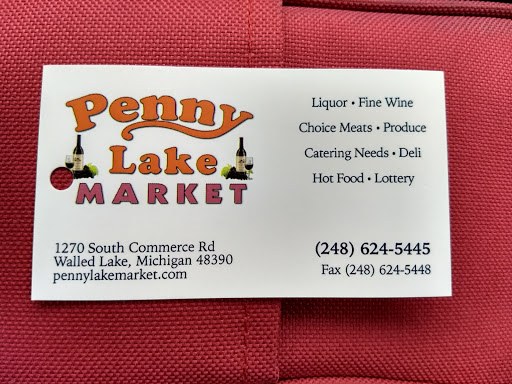 Penny
Lake
MARKET
Liquor • Fine Wine
Choice Meats • Produce
Catering Needs • Deli
Hot Food • Lottery
1270 South Commerce Rd
Walled Lake, Michigan 48390
pennylakemarket.com
(248) 624-5445
Fax (248) 624-5448